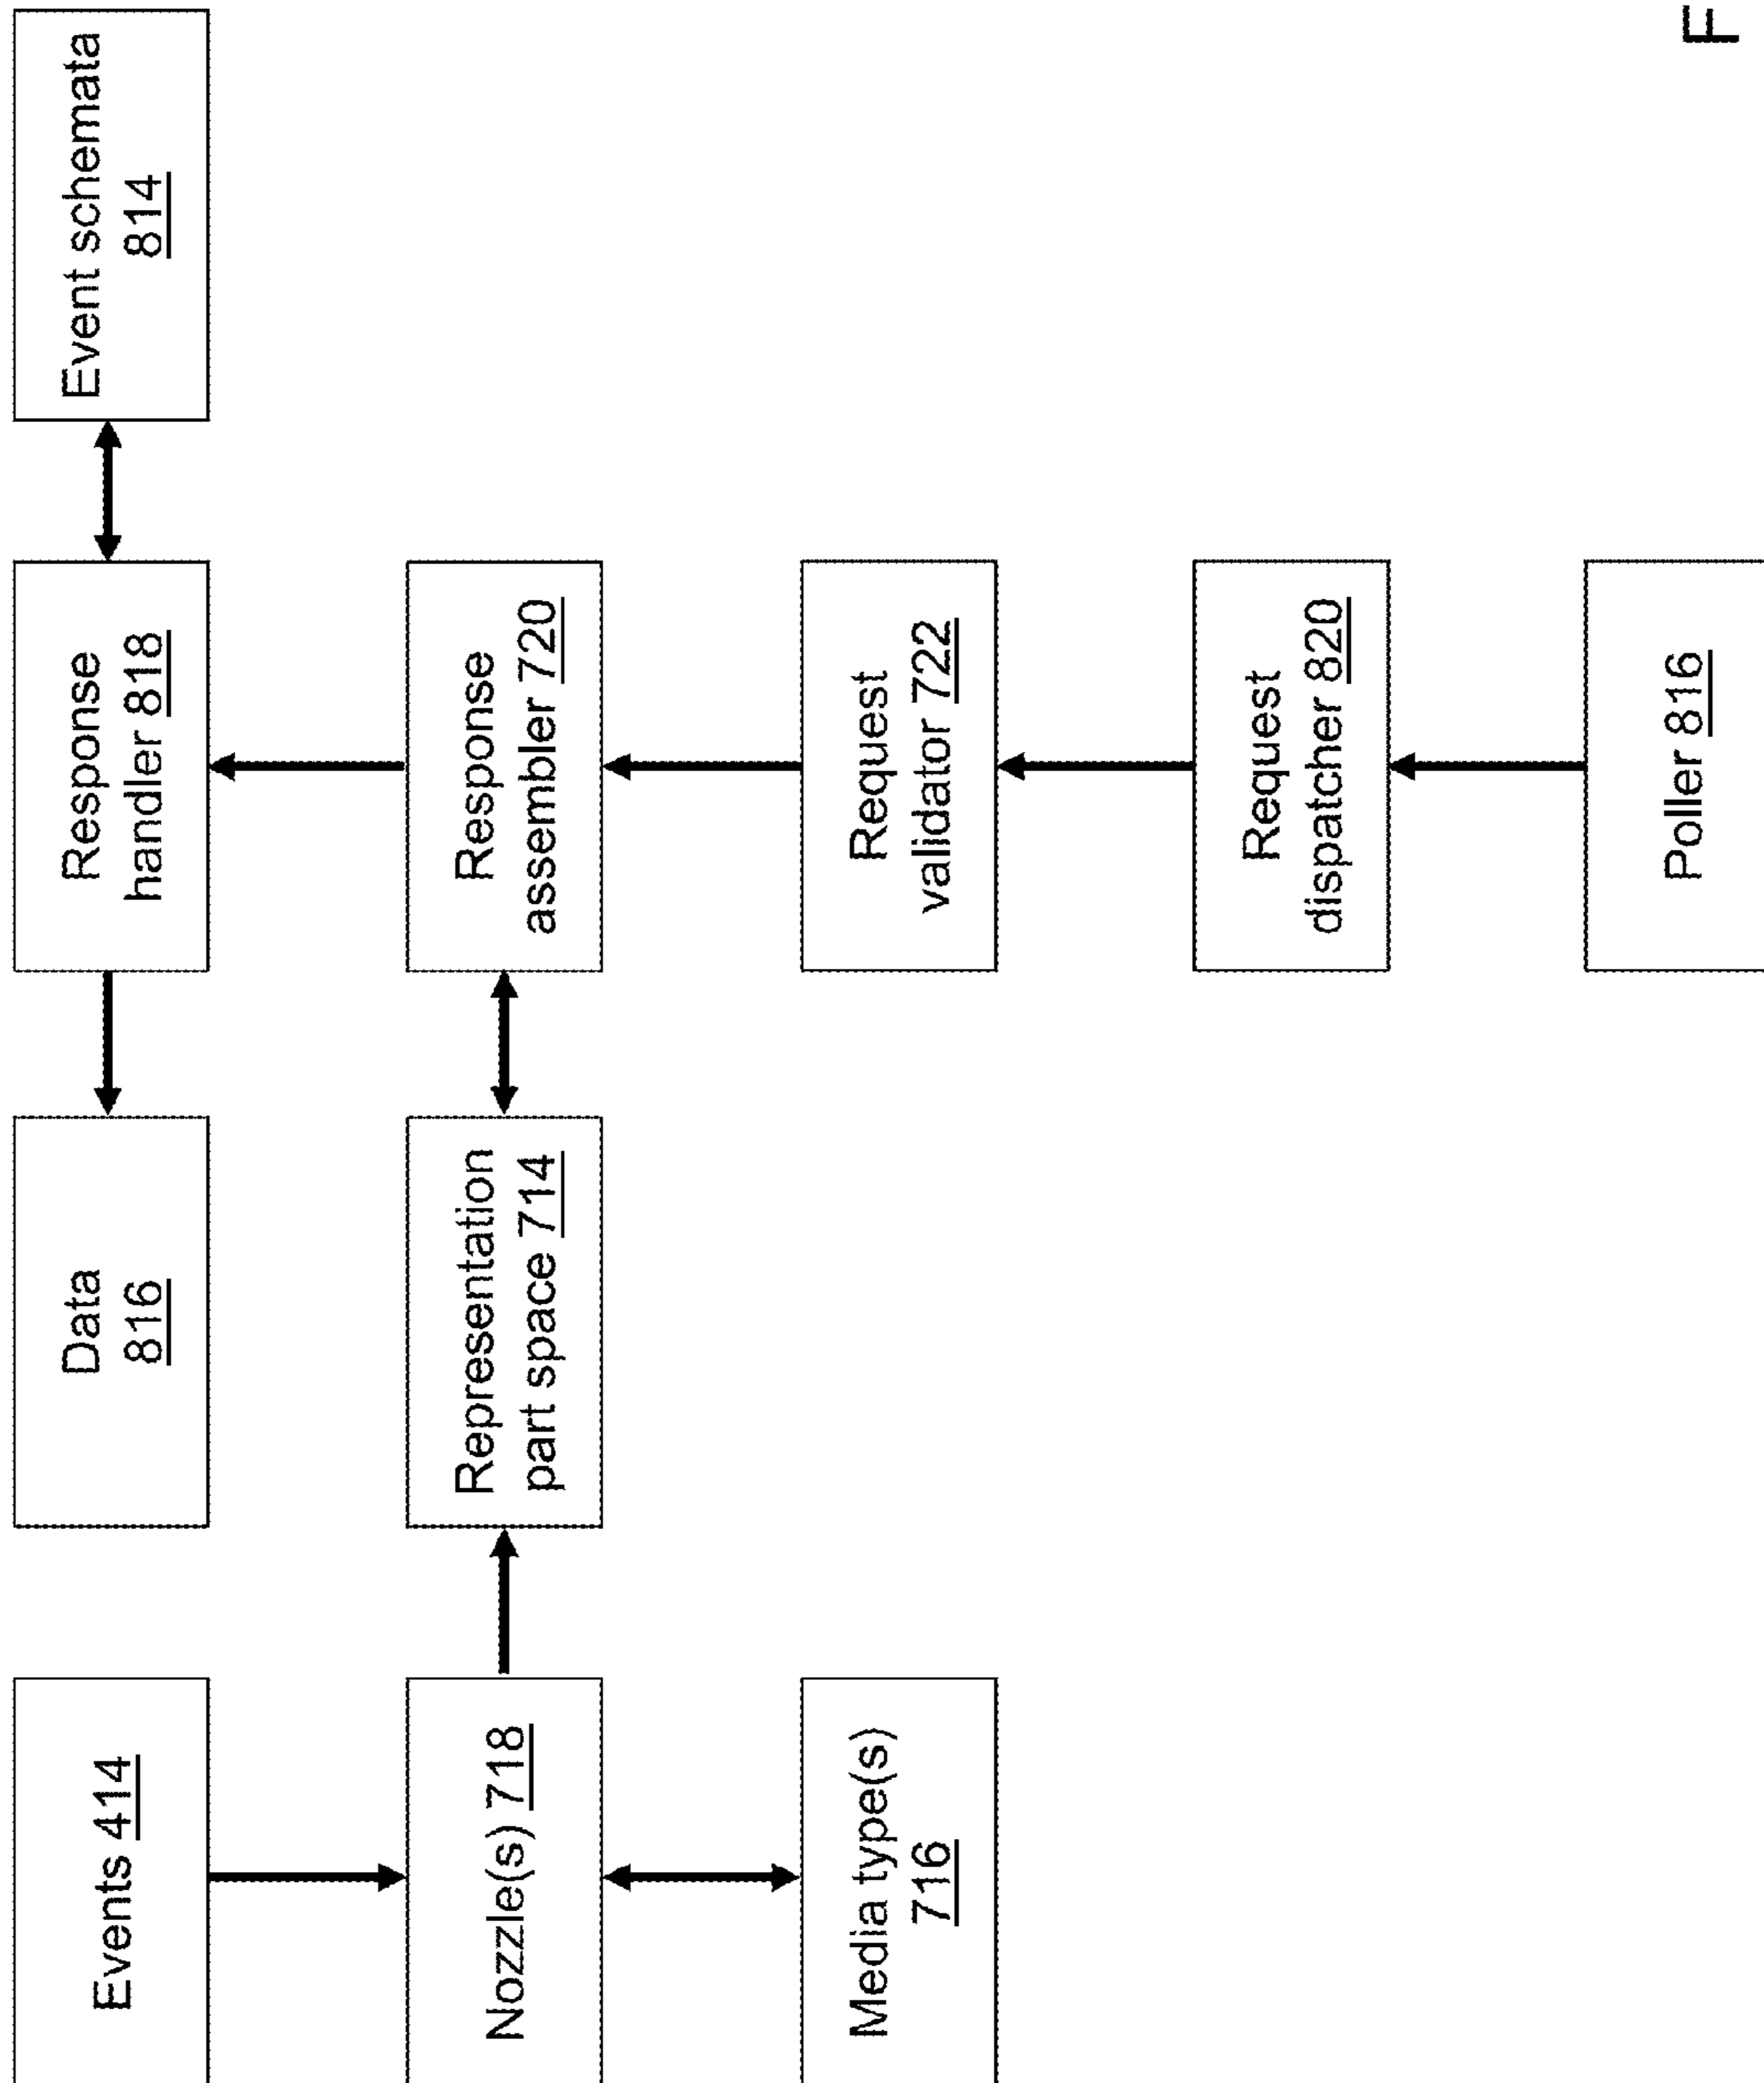 Events 414
Data
816
Response
handler 818
Event schemata
814
Nozzle(s) 718
Representation
part space 714
Response
assembler 720
Media type(s)
716
Request
validator 722
Request
dispatcher 820
Poller 816
F